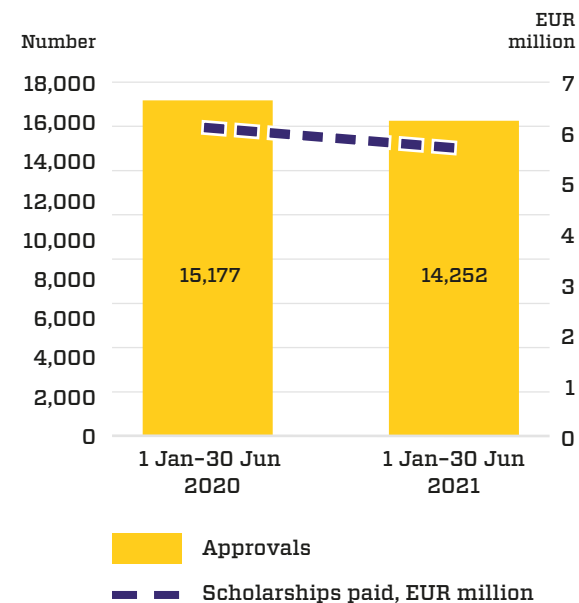 EUR
Number million
18,000 7
16,000 6
14,000 5
12,000
10,000 4
15,177 14,252
8,000 3
6,000
2
4,000
2,000 1
0 0
1 Jan–30 Jun 1 Jan–30 Jun
2020 2021
Approvals
Scholarships paid, EUR million